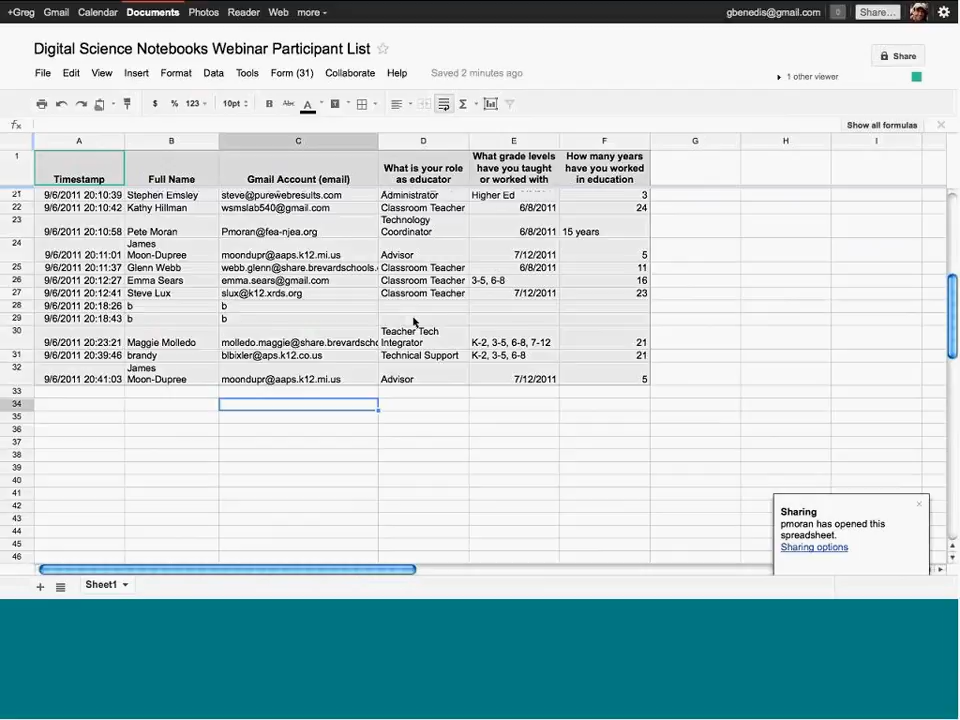 +Greg Gmail Calendar Documents Photos Reader Web more gbenedis@gmail.com 0 Share...
Digital Science Notebooks Webinar Participant List
Share
File Edit View Insert Format Data Tools Form (31) Collaborate Help Saved 2 minutes ago
1 other viewer
$ % 123 10pt B Abc A T Σ
fx Show all formulas
A B C D E F G H I
1 Timestamp Full Name Gmail Account (email) What is your role as educator What grade levels have you taught or worked with How many years have you worked in education
21 9/6/2011 20:10:39 Stephen Emsley steve@purewebresults.com Administrator Higher Ed 3
22 9/6/2011 20:10:42 Kathy Hillman wsmslab540@gmail.com Classroom Teacher 6/8/2011 24
23 9/6/2011 20:10:58 Pete Moran Pmoran@fea-njea.org Technology Coordinator 6/8/2011 15 years
24 9/6/2011 20:11:01 James Moon-Dupree moondupr@aaps.k12.mi.us Advisor 7/12/2011 5
25 9/6/2011 20:11:37 Glenn Webb webb.glenn@share.brevardschools. Classroom Teacher 6/8/2011 11
26 9/6/2011 20:12:27 Emma Sears emma.sears@gmail.com Classroom Teacher 3-5, 6-8 16
27 9/6/2011 20:12:41 Steve Lux slux@k12.xrds.org Classroom Teacher 7/12/2011 23
28 9/6/2011 20:18:26 b b
29 9/6/2011 20:18:43 b b
30 9/6/2011 20:23:21 Maggie Molledo molledo.maggie@share.brevardscho Teacher Tech Integrator K-2, 3-5, 6-8, 7-12 21
31 9/6/2011 20:39:46 brandy blbixler@aps.k12.co.us Technical Support K-2, 3-5, 6-8 21
32 9/6/2011 20:41:03 James Moon-Dupree moondupr@aaps.k12.mi.us Advisor 7/12/2011 5
33
34
35
36
37
38
39
40
41
42
43
44
45
46
Sharing
pmoran has opened this
spreadsheet.
Sharing options
Sheet1